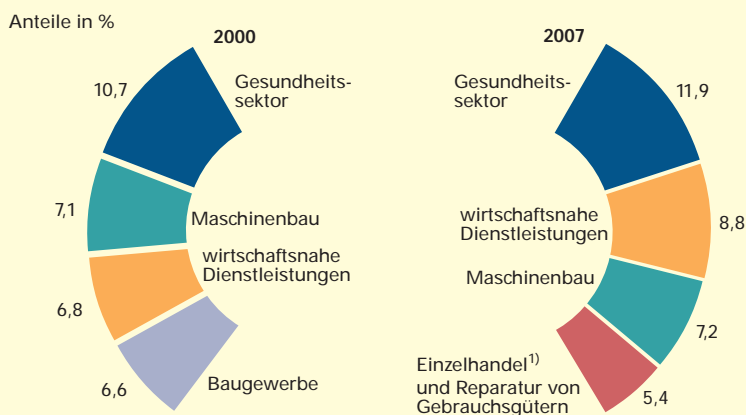 Anteile in %
2000
10,7
Gesundheits-
sektor
7,1
Maschinenbau
wirtschaftsnahe
Dienstleistungen
6,8
6,6
Baugewerbe
2007
Gesundheits-
sektor
11,9
wirtschaftsnahe
Dienstleistungen
8,8
Maschinenbau
7,2
Einzelhandel1)
und Reparatur von
Gebrauchsgütern
5,4